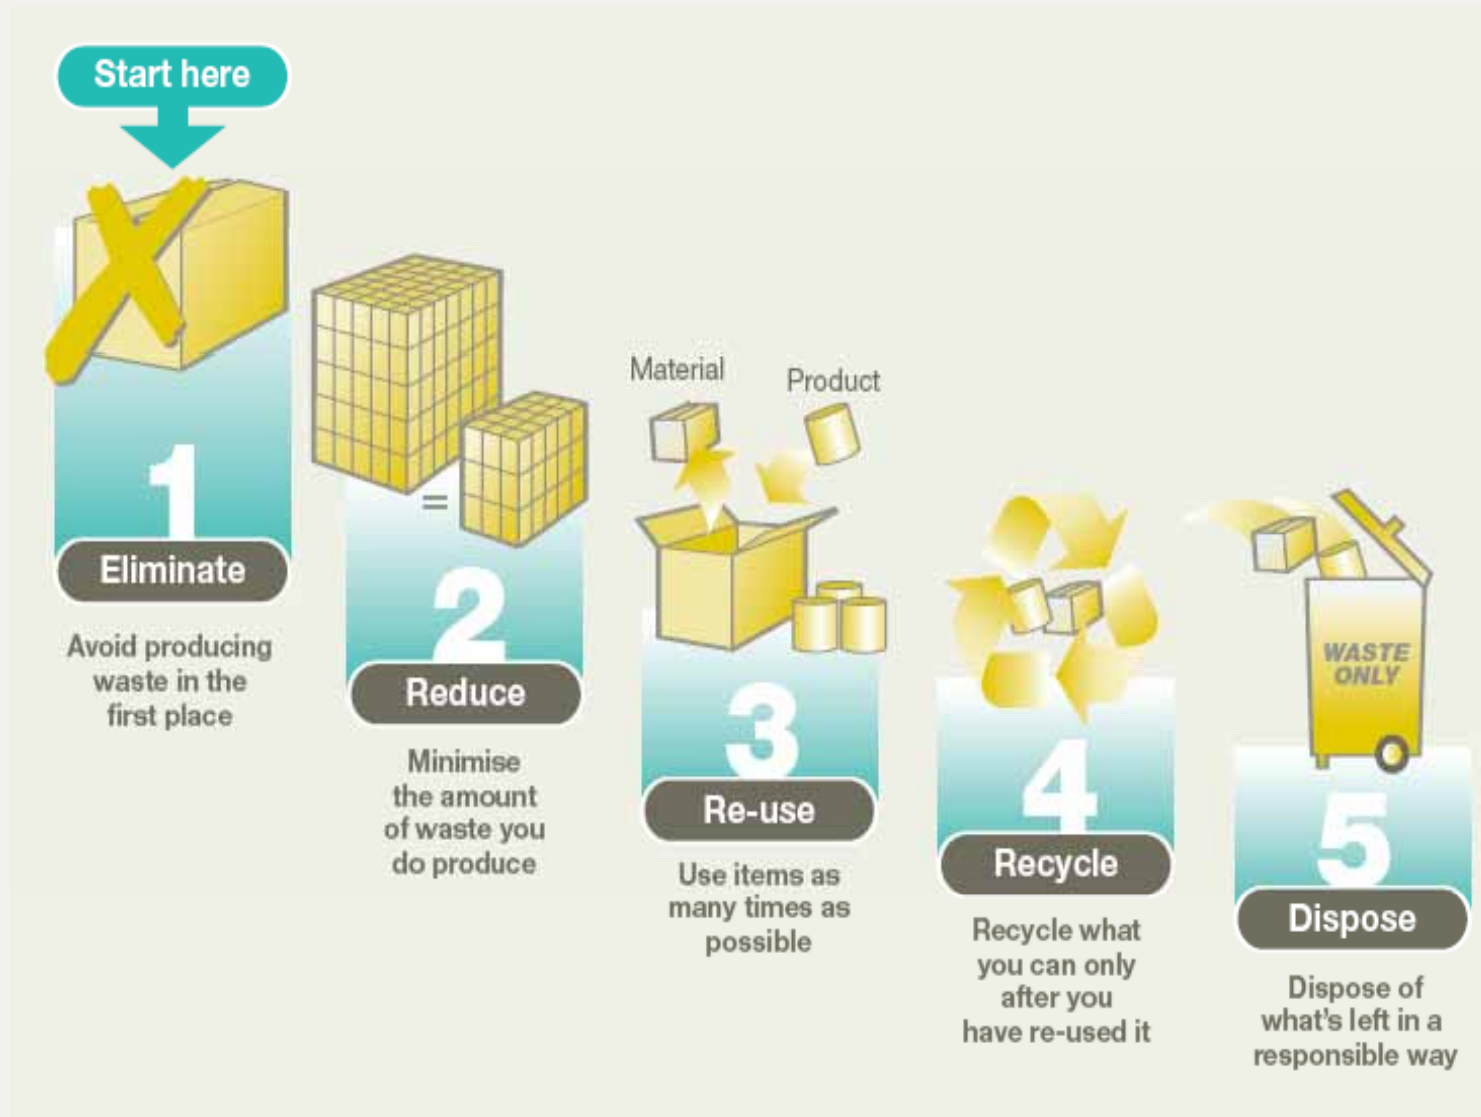 Start here
1
Eliminate
Avoid producing
waste in the
first place
=
2
Reduce
Minimise
the amount
of waste you
do produce
Material
Product
3
Re-use
Use items as
many times as
possible
4
Recycle
Recycle what
you can only
after you
have re-used it
WASTE
ONLY
5
Dispose
Dispose of
what's left in a
responsible way